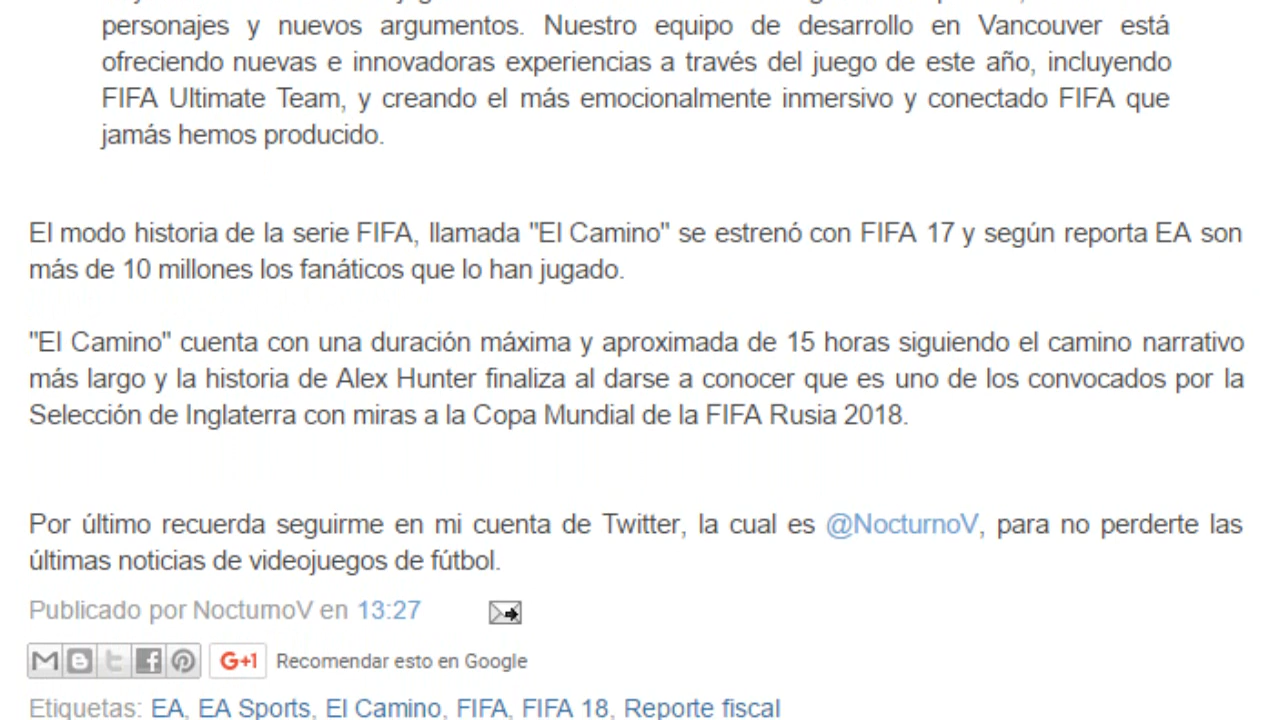 personajes y nuevos argumentos. Nuestro equipo de desarrollo en Vancouver está
ofreciendo nuevas e innovadoras experiencias a través del juego de este año, incluyendo
FIFA Ultimate Team, y creando el más emocionalmente inmersivo y conectado FIFA que
jamás hemos producido.
El modo historia de la serie FIFA, llamada "El Camino" se estrenó con FIFA 17 y según reporta EA son
más de 10 millones los fanáticos que lo han jugado.
"El Camino" cuenta con una duración máxima y aproximada de 15 horas siguiendo el camino narrativo
más largo y la historia de Alex Hunter finaliza al darse a conocer que es uno de los convocados por la
Selección de Inglaterra con miras a la Copa Mundial de la FIFA Rusia 2018.
Por último recuerda seguirme en mi cuenta de Twitter, la cual es @NocturnoV, para no perderte las
últimas noticias de videojuegos de fútbol.
Publicado por NocturnoV en 13:27
G+1 Recomendar esto en Google
Etiquetas: EA, EA Sports, El Camino, FIFA, FIFA 18, Reporte fiscal